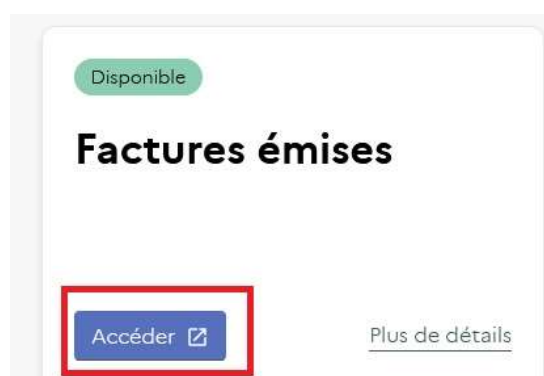 Disponible
Factures émises
Accéder
Plus de détails